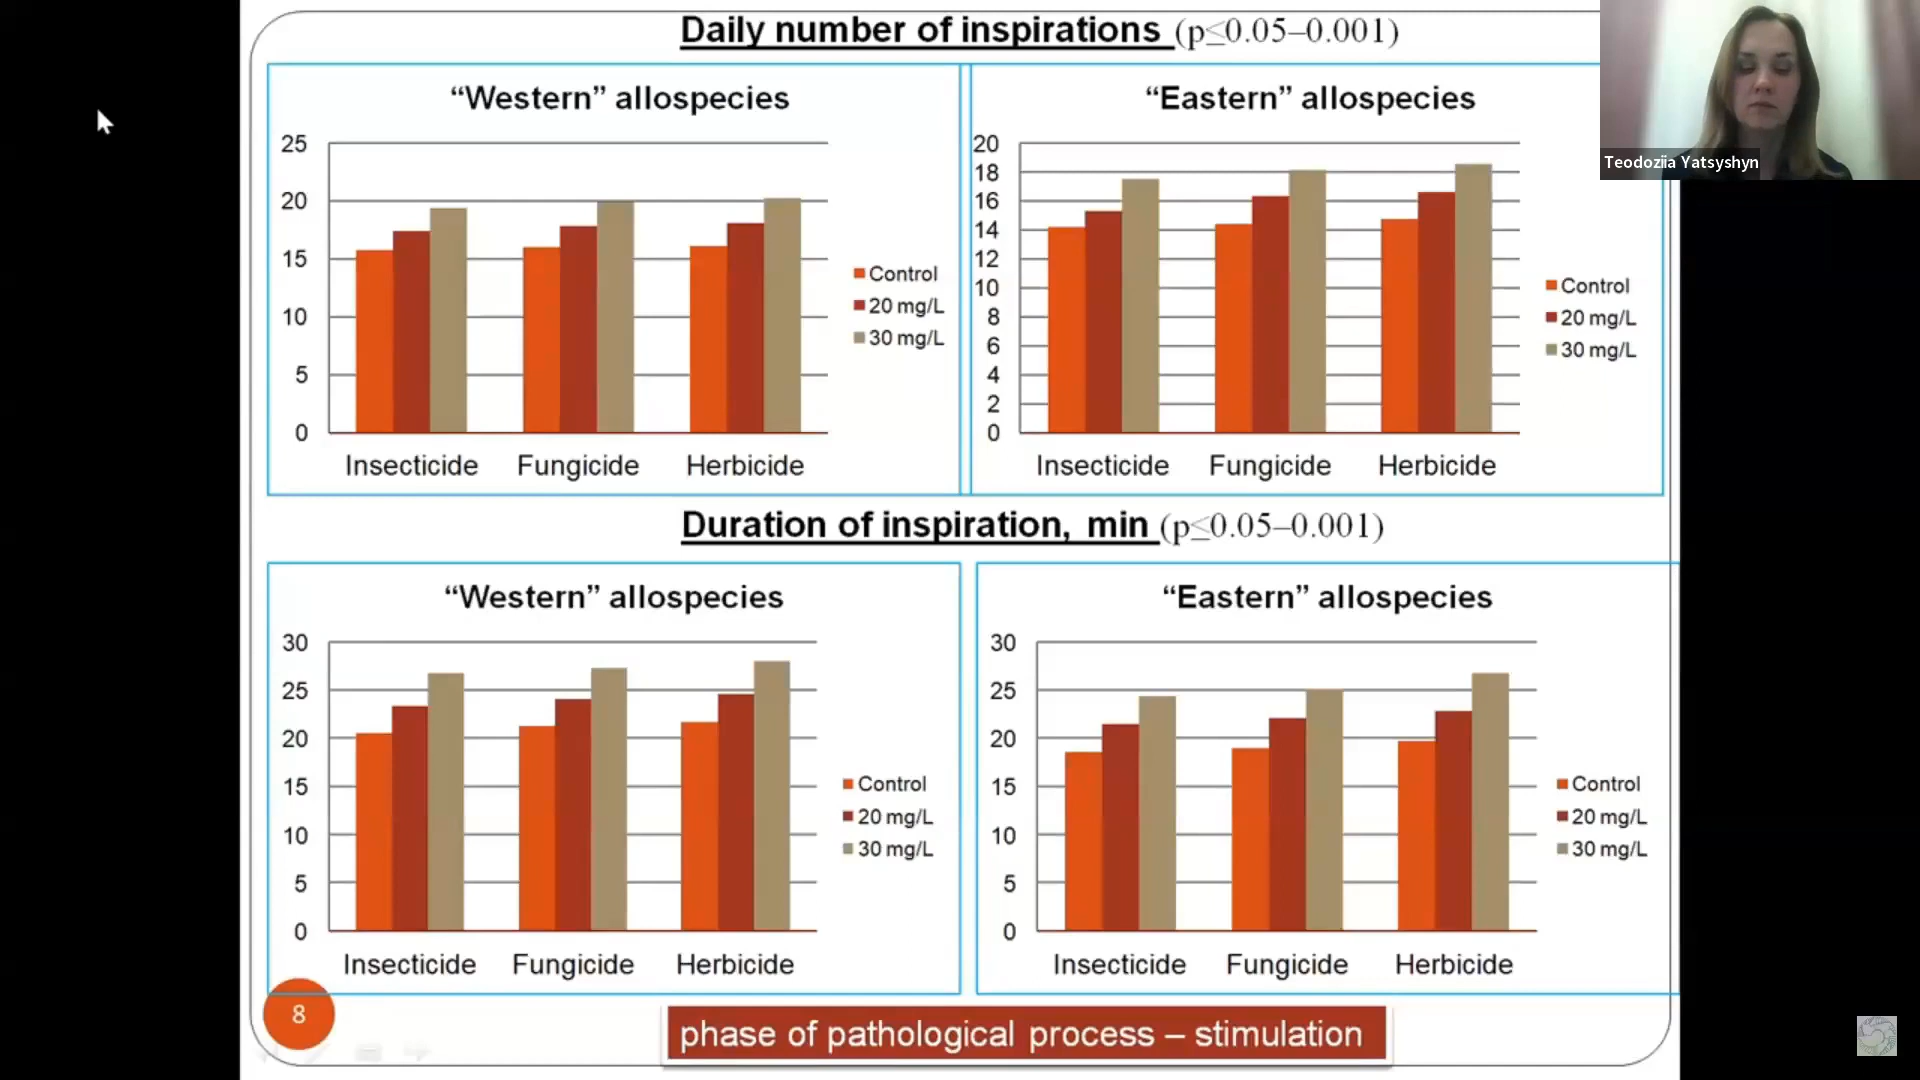 Daily number of inspirations (p≤0.05–0.001)
Teodoziia Yatsyshyn
“Western” allospecies
25
20
15
10
5
0
Insecticide Fungicide Herbicide
Control
20 mg/L
30 mg/L
“Eastern” allospecies
20
18
16
14
12
10
8
6
4
2
0
Insecticide Fungicide Herbicide
Control
20 mg/L
30 mg/L
Duration of inspiration, min (p≤0.05–0.001)
“Western” allospecies
30
25
20
15
10
5
0
Insecticide Fungicide Herbicide
Control
20 mg/L
30 mg/L
“Eastern” allospecies
30
25
20
15
10
5
0
Insecticide Fungicide Herbicide
Control
20 mg/L
30 mg/L
8
phase of pathological process – stimulation